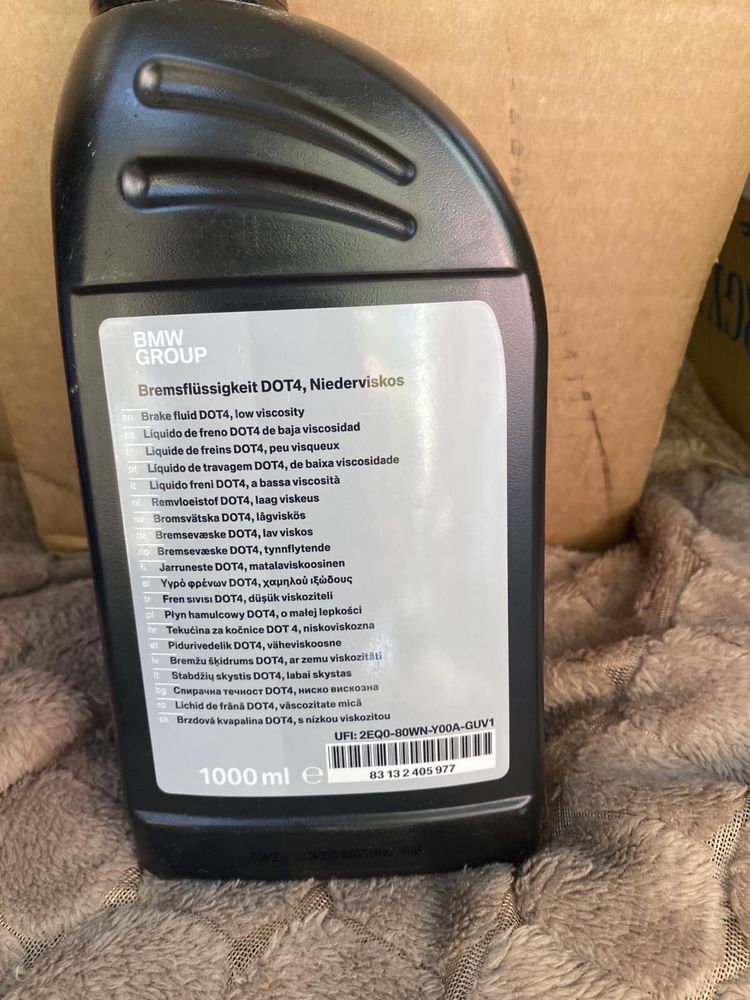 BMW
GROUP
Bremsflüssigkeit DOT4, Niederviskos
en Brake fluid DOT4, low viscosity
es Líquido de freno DOT4 de baja viscosidad
fr Liquide de freins DOT4, peu visqueux
pt Líquido de travagem DOT4, de baixa viscosidade
it Liquido freni DOT4, a bassa viscosità
nl Remvloeistof DOT4, laag viskeus
sv Bromsvätska DOT4, lågviskös
da Bremsevæske DOT4, lav viskos
no Bremsevæske DOT4, tynnflytende
fi Jarruneste DOT4, matalaviskoosinen
el Υγρό φρένων DOT4, χαμηλού ιξώδους
tr Fren sıvısı DOT4, düşük viskoziteli
pl Płyn hamulcowy DOT4, o małej lepkości
hr Tekućina za kočnice DOT 4, niskoviskozna
et Pidurivedelik DOT4, väheviskoosne
lv Bremžu šķidrums DOT4, ar zemu viskozitāti
lt Stabdžių skystis DOT4, labai skystas
bg Спирачна течност DOT4, ниско вискозна
ro Lichid de frână DOT4, vâscozitate mică
sk Brzdová kvapalina DOT4, s nízkou viskozitou
UFI: 2EQ0-80WN-Y00A-GUV1
83 13 2 405 977
1000 ml ℮